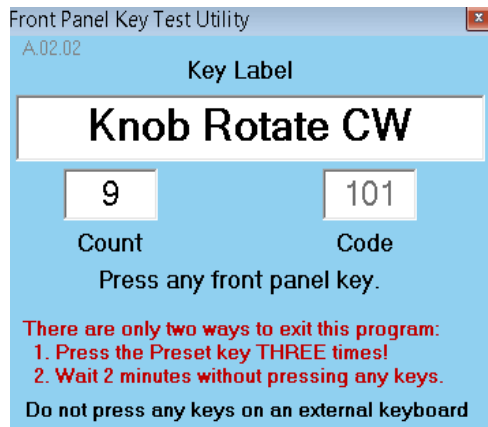 Front Panel Key Test Utility x
A.02.02
Key Label
Knob Rotate CW
9 101
Count Code
Press any front panel key.
There are only two ways to exit this program:
1. Press the Preset key THREE times!
2. Wait 2 minutes without pressing any keys.
Do not press any keys on an external keyboard